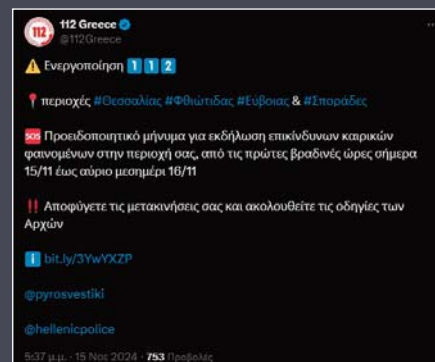 112 Greece
112
@112Greece
⚠️ Ενεργοποίηση 1️⃣1️⃣2️⃣
📍 περιοχές #Θεσσαλίας #Φθιώτιδας #Εύβοιας & #Σποράδες
🆘 Προειδοποιητικό μήνυμα για εκδήλωση επικίνδυνων καιρικών
φαινομένων στην περιοχή σας, από τις πρώτες βραδινές ώρες σήμερα
15/11 έως αύριο μεσημέρι 16/11
‼️ Αποφύγετε τις μετακινήσεις σας και ακολουθείτε τις οδηγίες των
Αρχών
ℹ️ bit.ly/3YwYXZP
@pyrosvestiki
@hellenicpolice
5:37 μ.μ. · 15 Νοε 2024 · 753 Προβολές